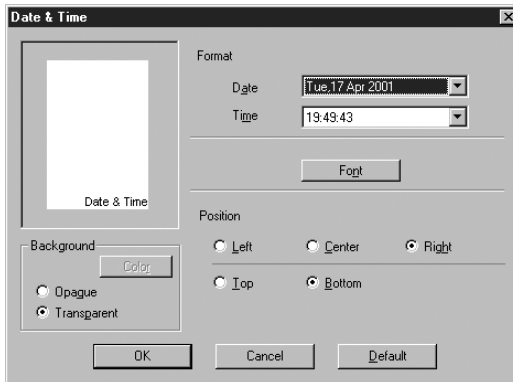 Date & Time
Format
Date Tue,17 Apr 2001
Time 19:49:43
Font
Date & Time
Position
Left Center Right
Top Bottom
Background
Color
Opague
Transparent
OK Cancel Default